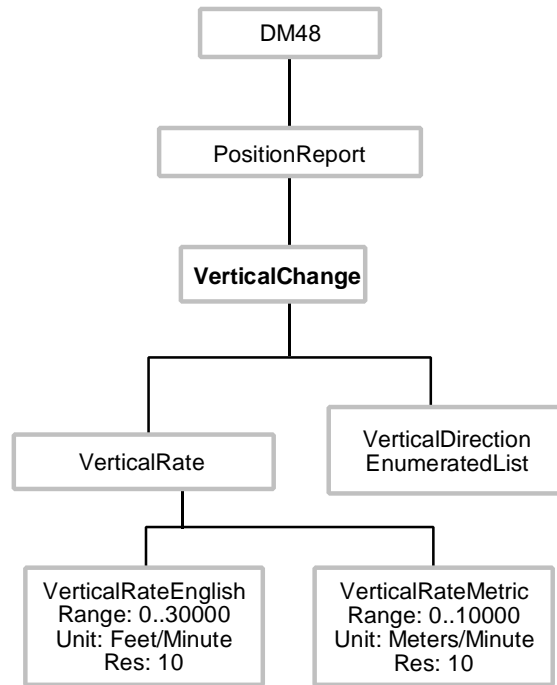 DM48
PositionReport
VerticalChange
VerticalRate
VerticalDirection
EnumeratedList
VerticalRateEnglish
Range: 0..30000
Unit: Feet/Minute
Res: 10
VerticalRateMetric
Range: 0..10000
Unit: Meters/Minute
Res: 10